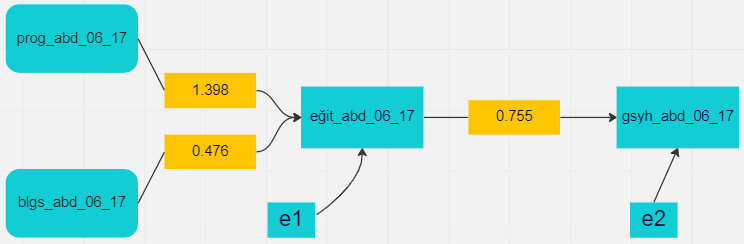 prog_abd_06_17
1.398
eğit_abd_06_17
0.755
gsyh_abd_06_17
0.476
blgs_abd_06_17
e1
e2